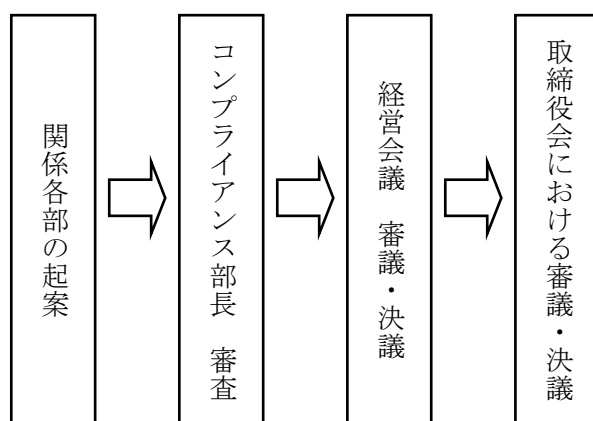 関係各部の起案
コンプライアンス部長　審査
経営会議　審議・決議
取締役会における審議・決議